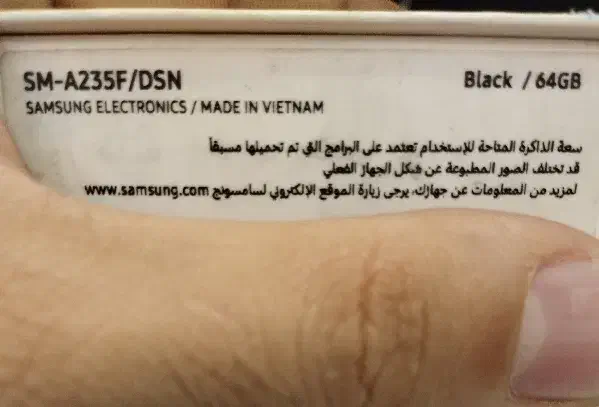 SM-A235F/DSN
Black / 64GB
SAMSUNG ELECTRONICS / MADE IN VIETNAM
سعة الذاكرة المتاحة للإستخدام تعتمد على البرامج التي تم تحميلها مسبقاً
قد تختلف الصور المطبوعة عن شكل الجهاز الفعلي
لمزيد من المعلومات عن جهازك، يرجى زيارة الموقع الإلكتروني لسامسونج www.samsung.com